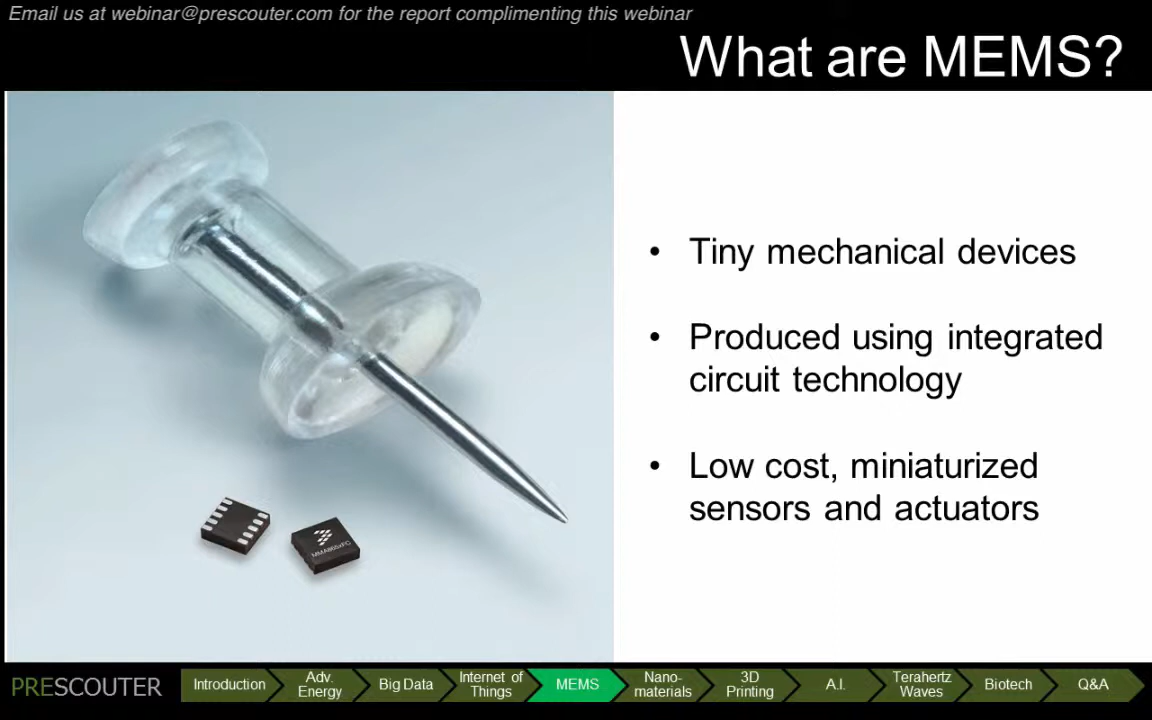 Email us at webinar@prescouter.com for the report complimenting this webinar
What are MEMS?
• Tiny mechanical devices
• Produced using integrated
circuit technology
• Low cost, miniaturized
sensors and actuators
MMA865xFC
PRESCOUTER
Introduction
Adv.
Energy
Big Data
Internet of
Things
MEMS
Nano-
materials
3D
Printing
A.I.
Terahertz
Waves
Biotech
Q&A